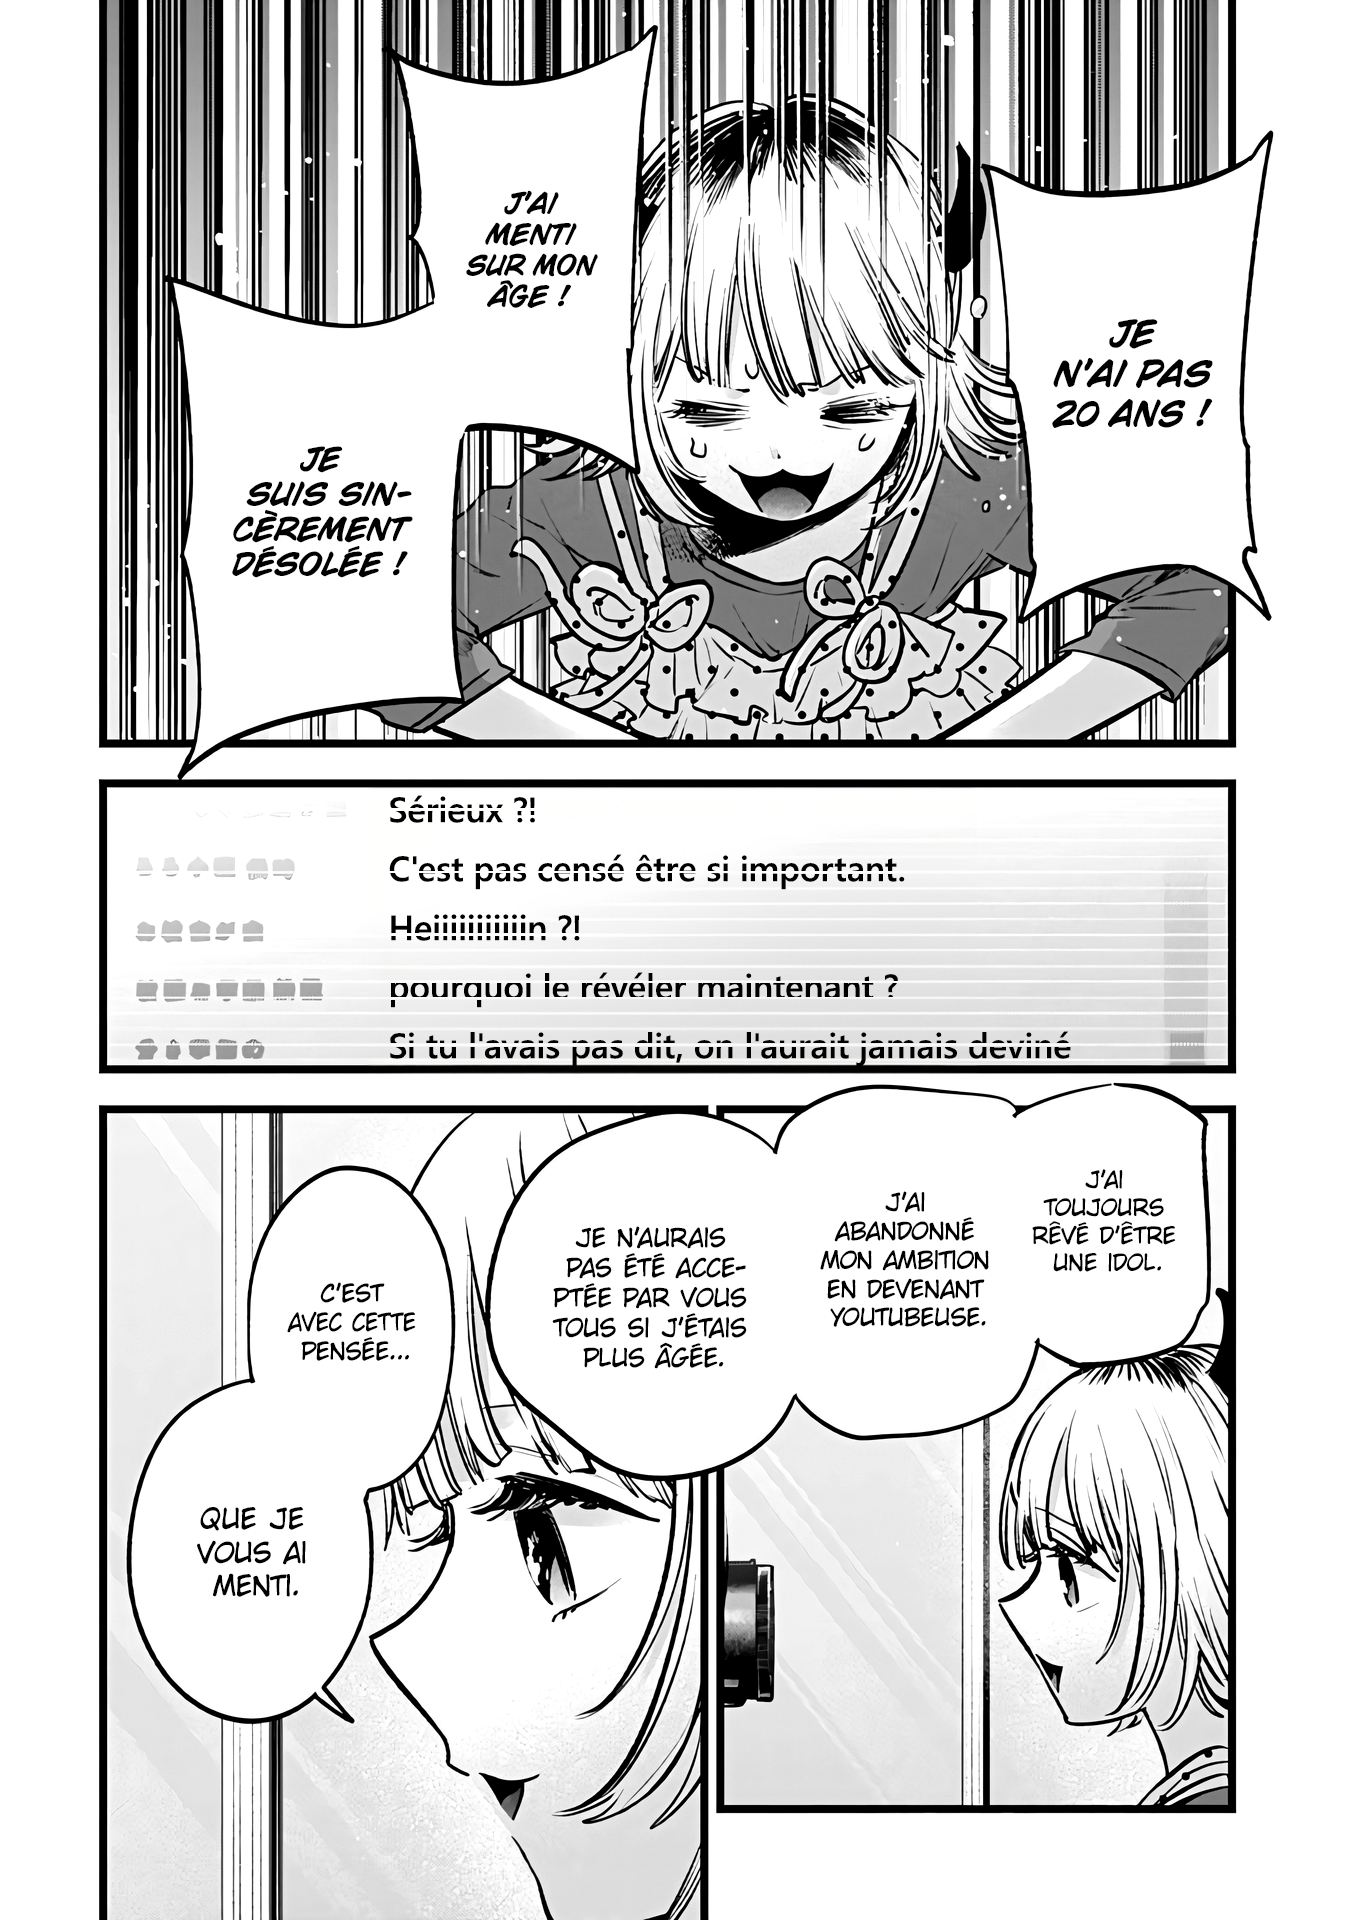 JE
N'AI PAS
20 ANS !
J'AI
MENTI
SUR MON
ÂGE !
JE
SUIS SIN-
CÈREMENT
DÉSOLÉE !
Sérieux ?!
C'est pas censé être si important.
Heiiiiiiiiiiin ?!
pourquoi le révéler maintenant ?
Si tu l'avais pas dit, on l'aurait jamais deviné
J'AI
TOUJOURS
RÊVÉ D'ÊTRE
UNE IDOL.
J'AI
ABANDONNÉ
MON AMBITION
EN DEVENANT
YOUTUBEUSE.
JE N'AURAIS
PAS ÉTÉ ACCE-
PTÉE PAR VOUS
TOUS SI J'ÉTAIS
PLUS ÂGÉE.
C'EST
AVEC CETTE
PENSÉE...
QUE JE
VOUS AI
MENTI.